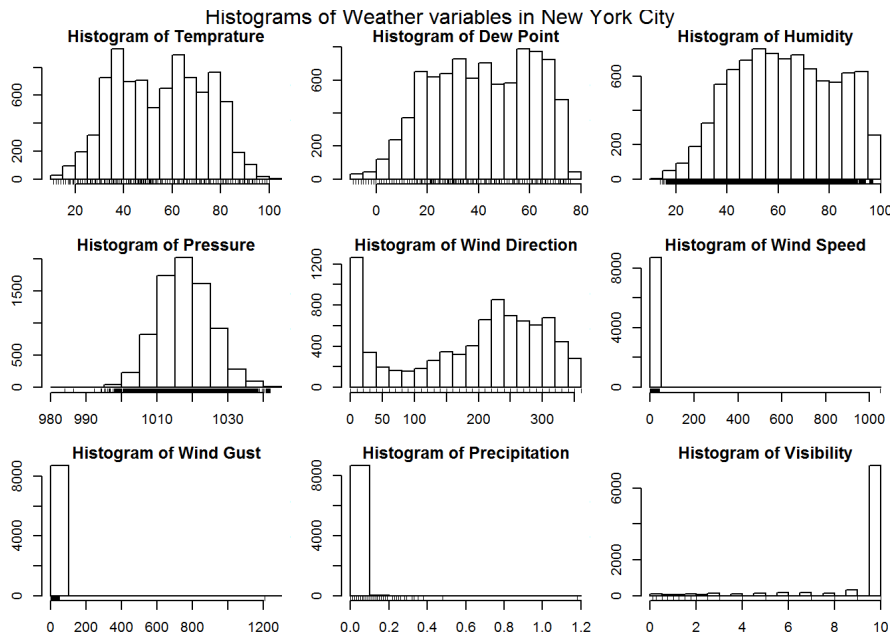 Histograms of Weather variables in New York City
Histogram of Temprature
0 200 600
20 40 60 80 100
Histogram of Dew Point
0 200 600
0 20 40 60 80
Histogram of Humidity
0 200 600
20 40 60 80 100
Histogram of Pressure
0 500 1500
980 990 1010 1030
Histogram of Wind Direction
0 400 800 1200
0 50 100 200 300
Histogram of Wind Speed
0 4000 8000
0 200 400 600 800 1000
Histogram of Wind Gust
0 4000 8000
0 200 400 600 800 1200
Histogram of Precipitation
0 4000 8000
0.0 0.2 0.4 0.6 0.8 1.0 1.2
Histogram of Visibility
0 2000 6000
0 2 4 6 8 10